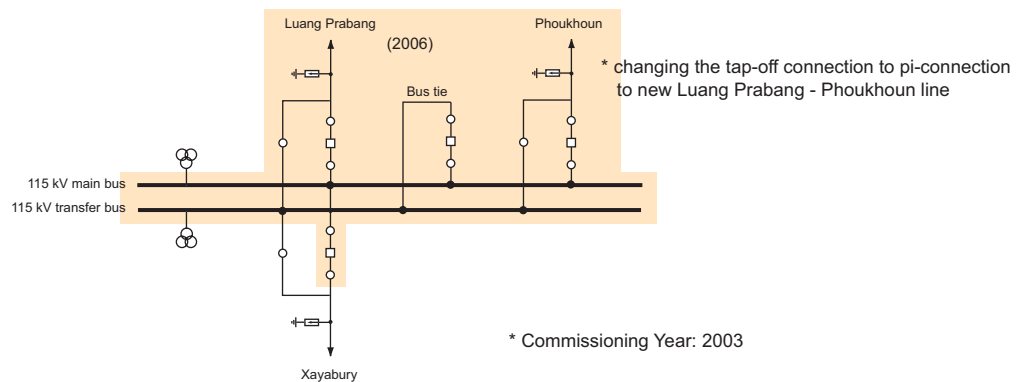 Luang Prabang
Phoukhoun
(2006)
* changing the tap-off connection to pi-connection
to new Luang Prabang - Phoukhoun line
Bus tie
115 kV main bus
115 kV transfer bus
* Commissioning Year: 2003
Xayabury